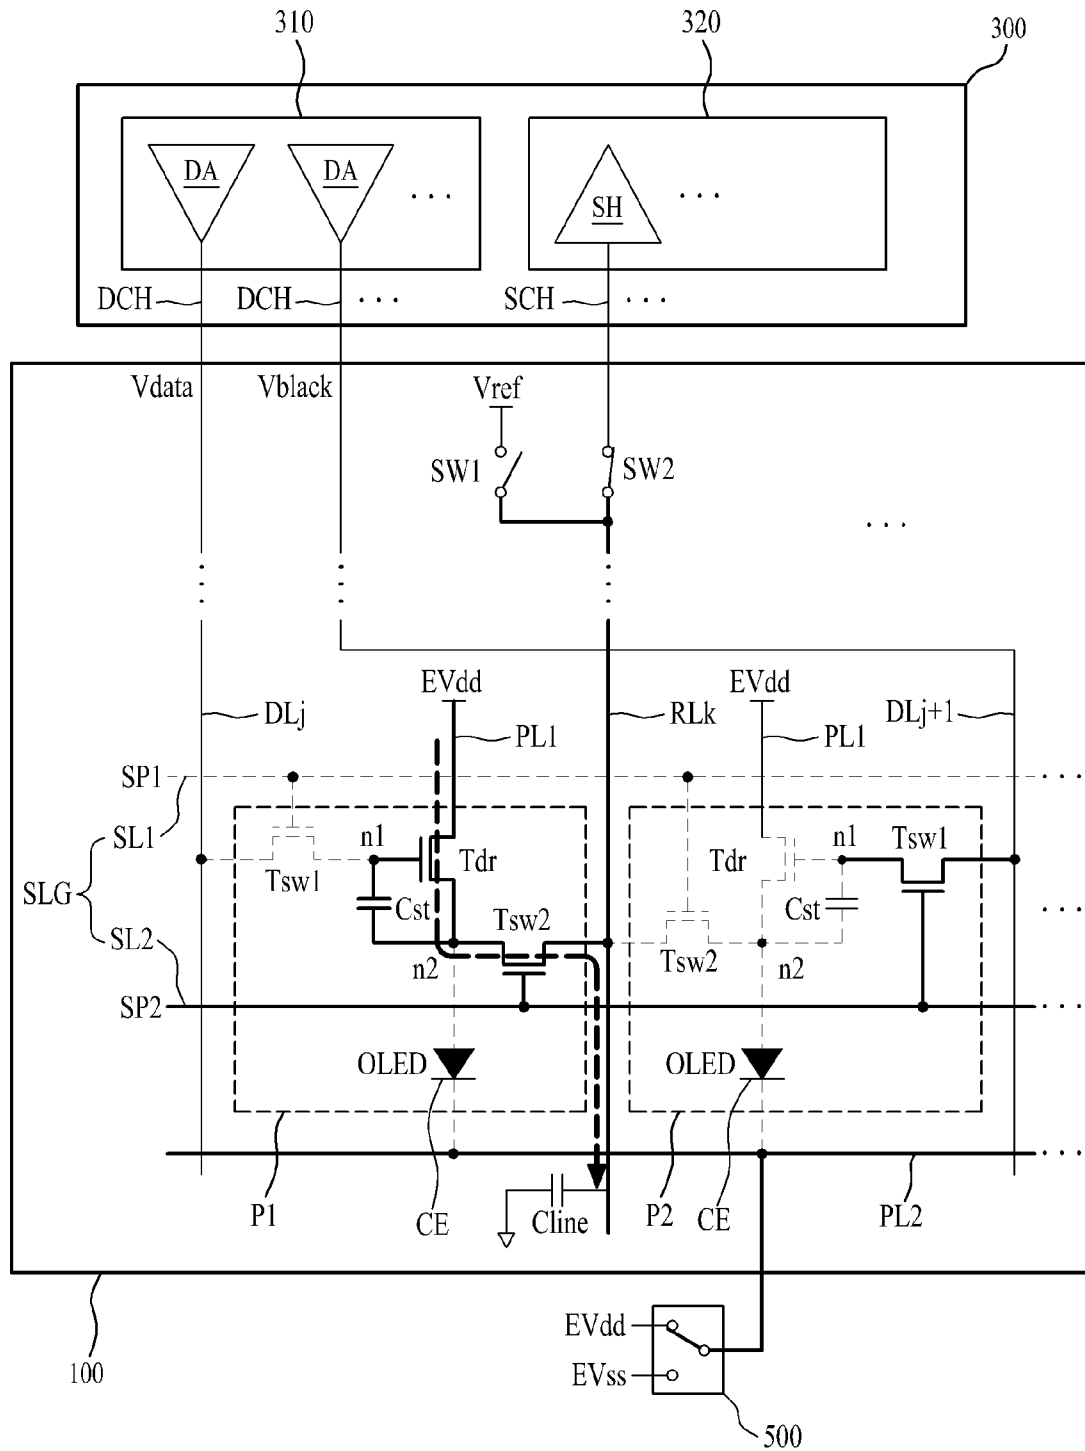 310 320 300
DA DA ... SH ...
DCH DCH ... SCH ...
Vdata Vblack Vref
SW1 SW2
...
EVdd EVdd
DLj PL1 RLk PL1 DLj+1
SP1 ...
SL1 n1 n1 Tsw1
Tsw1 Tdr Tdr
SLG Cst Tsw2 Cst ...
SL2 n2 Tsw2 n2
SP2 ...
OLED OLED
...
P1 CE Cline P2 CE PL2
EVdd
100 EVss
500